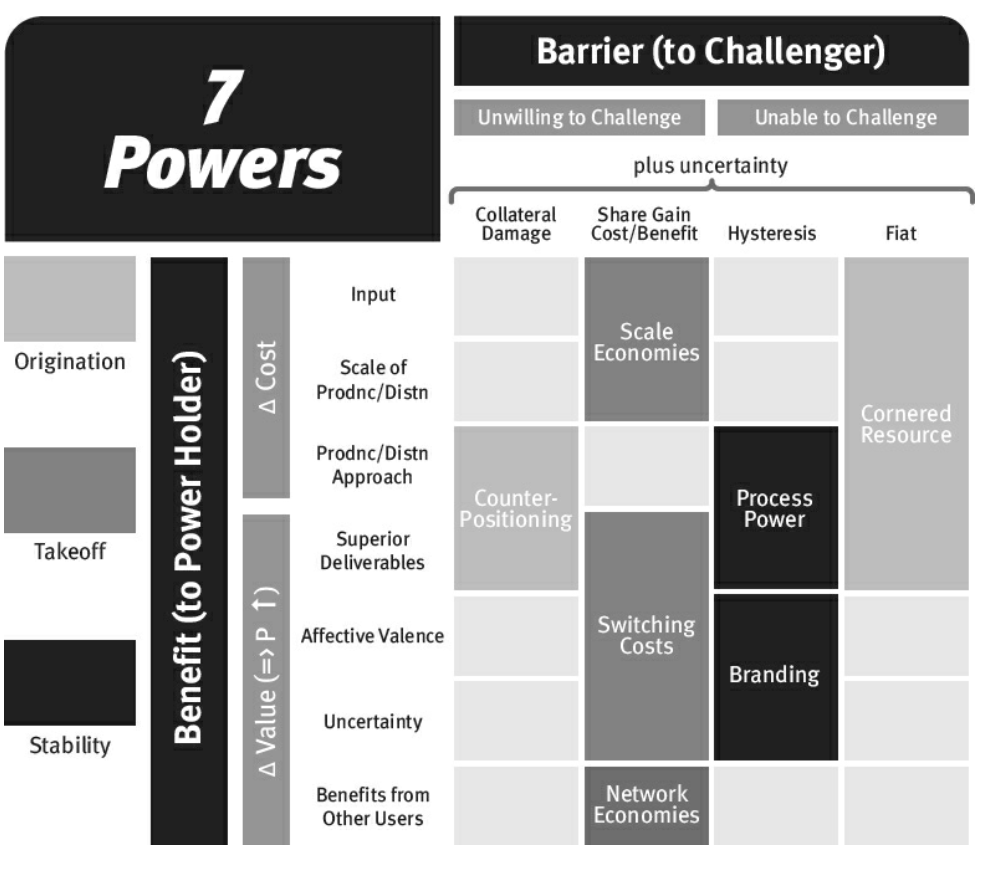 7
Powers
Barrier (to Challenger)
Unwilling to Challenge
Unable to Challenge
plus uncertainty
Collateral
Damage
Share Gain
Cost/Benefit
Hysteresis
Fiat
Origination
Takeoff
Stability
Benefit (to Power Holder)
Δ Cost
Δ Value (=> P ↑)
Input
Scale of
Prodnc/Distn
Prodnc/Distn
Approach
Superior
Deliverables
Affective Valence
Uncertainty
Benefits from
Other Users
Scale
Economies
Cornered
Resource
Counter-
Positioning
Process
Power
Switching
Costs
Branding
Network
Economies